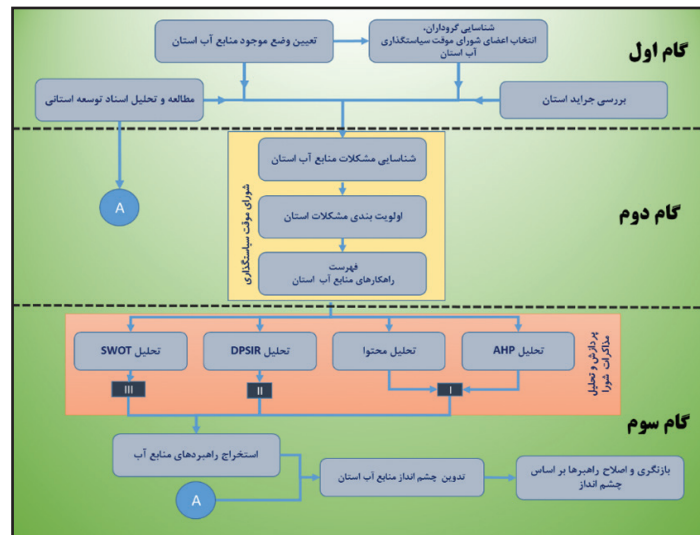 گام اول
شناسایی گروداران،
انتخاب اعضای شورای موقت سیاستگذاری
آب استان
تعیین وضع موجود منابع آب استان
بررسی جراید استان
مطالعه و تحلیل اسناد توسعه استانی
گام دوم
A
شورای موقت سیاستگذاری
شناسایی مشکلات منابع آب استان
اولویت بندی مشکلات استان
فهرست
راهکارهای منابع آب استان
گام سوم
پردازش و تحلیل
مذاکرات شورا
تحلیل AHP
تحلیل محتوا
تحلیل DPSIR
تحلیل SWOT
I
II
III
استخراج راهبردهای منابع آب
A
تدوین چشم انداز منابع آب استان
بازنگری و اصلاح راهبرها بر اساس
چشم انداز